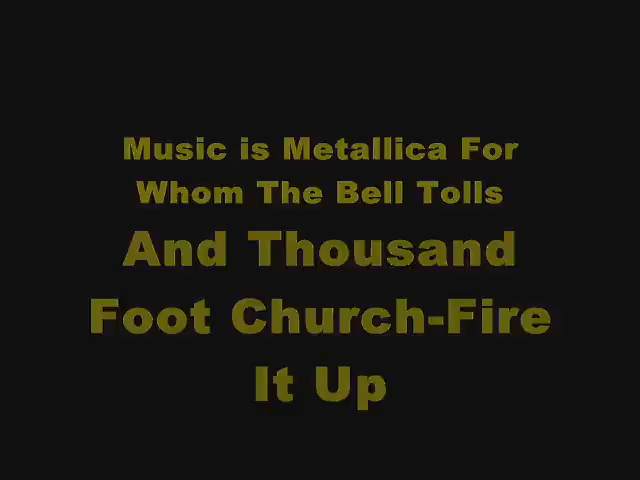 Music is Metallica For
Whom The Bell Tolls
And Thousand
Foot Church-Fire
It Up